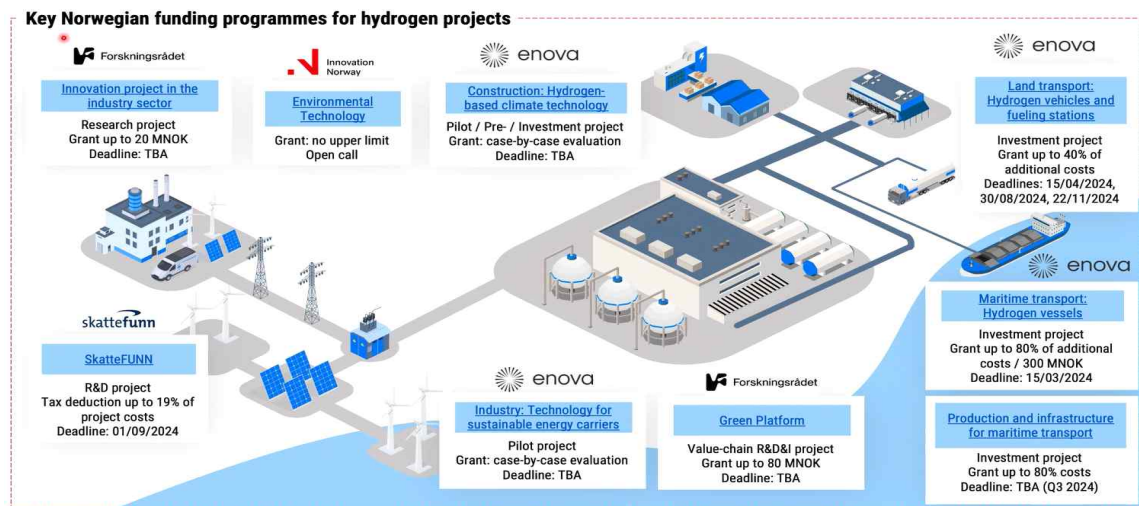 Key Norwegian funding programmes for hydrogen projects
Forskningsrådet
Innovation project in the
industry sector
Research project
Grant up to 20 MNOK
Deadline: TBA
Innovation
Norway
Environmental
Technology
Grant: no upper limit
Open call
enova
Construction: Hydrogen-
based climate technology
Pilot / Pre- / Investment project
Grant: case-by-case evaluation
Deadline: TBA
enova
Land transport:
Hydrogen vehicles and
fueling stations
Investment project
Grant up to 40% of
additional costs
Deadlines: 15/04/2024,
30/08/2024, 22/11/2024
skattefunn
SkatteFUNN
R&D project
Tax deduction up to 19% of
project costs
Deadline: 01/09/2024
enova
Industry: Technology for
sustainable energy carriers
Pilot project
Grant: case-by-case evaluation
Deadline: TBA
Forskningsrådet
Green Platform
Value-chain R&D&I project
Grant up to 80 MNOK
Deadline: TBA
enova
Maritime transport:
Hydrogen vessels
Investment project
Grant up to 80% of additional
costs / 300 MNOK
Deadline: 15/03/2024
Production and infrastructure
for maritime transport
Investment project
Grant up to 80% costs
Deadline: TBA (Q3 2024)